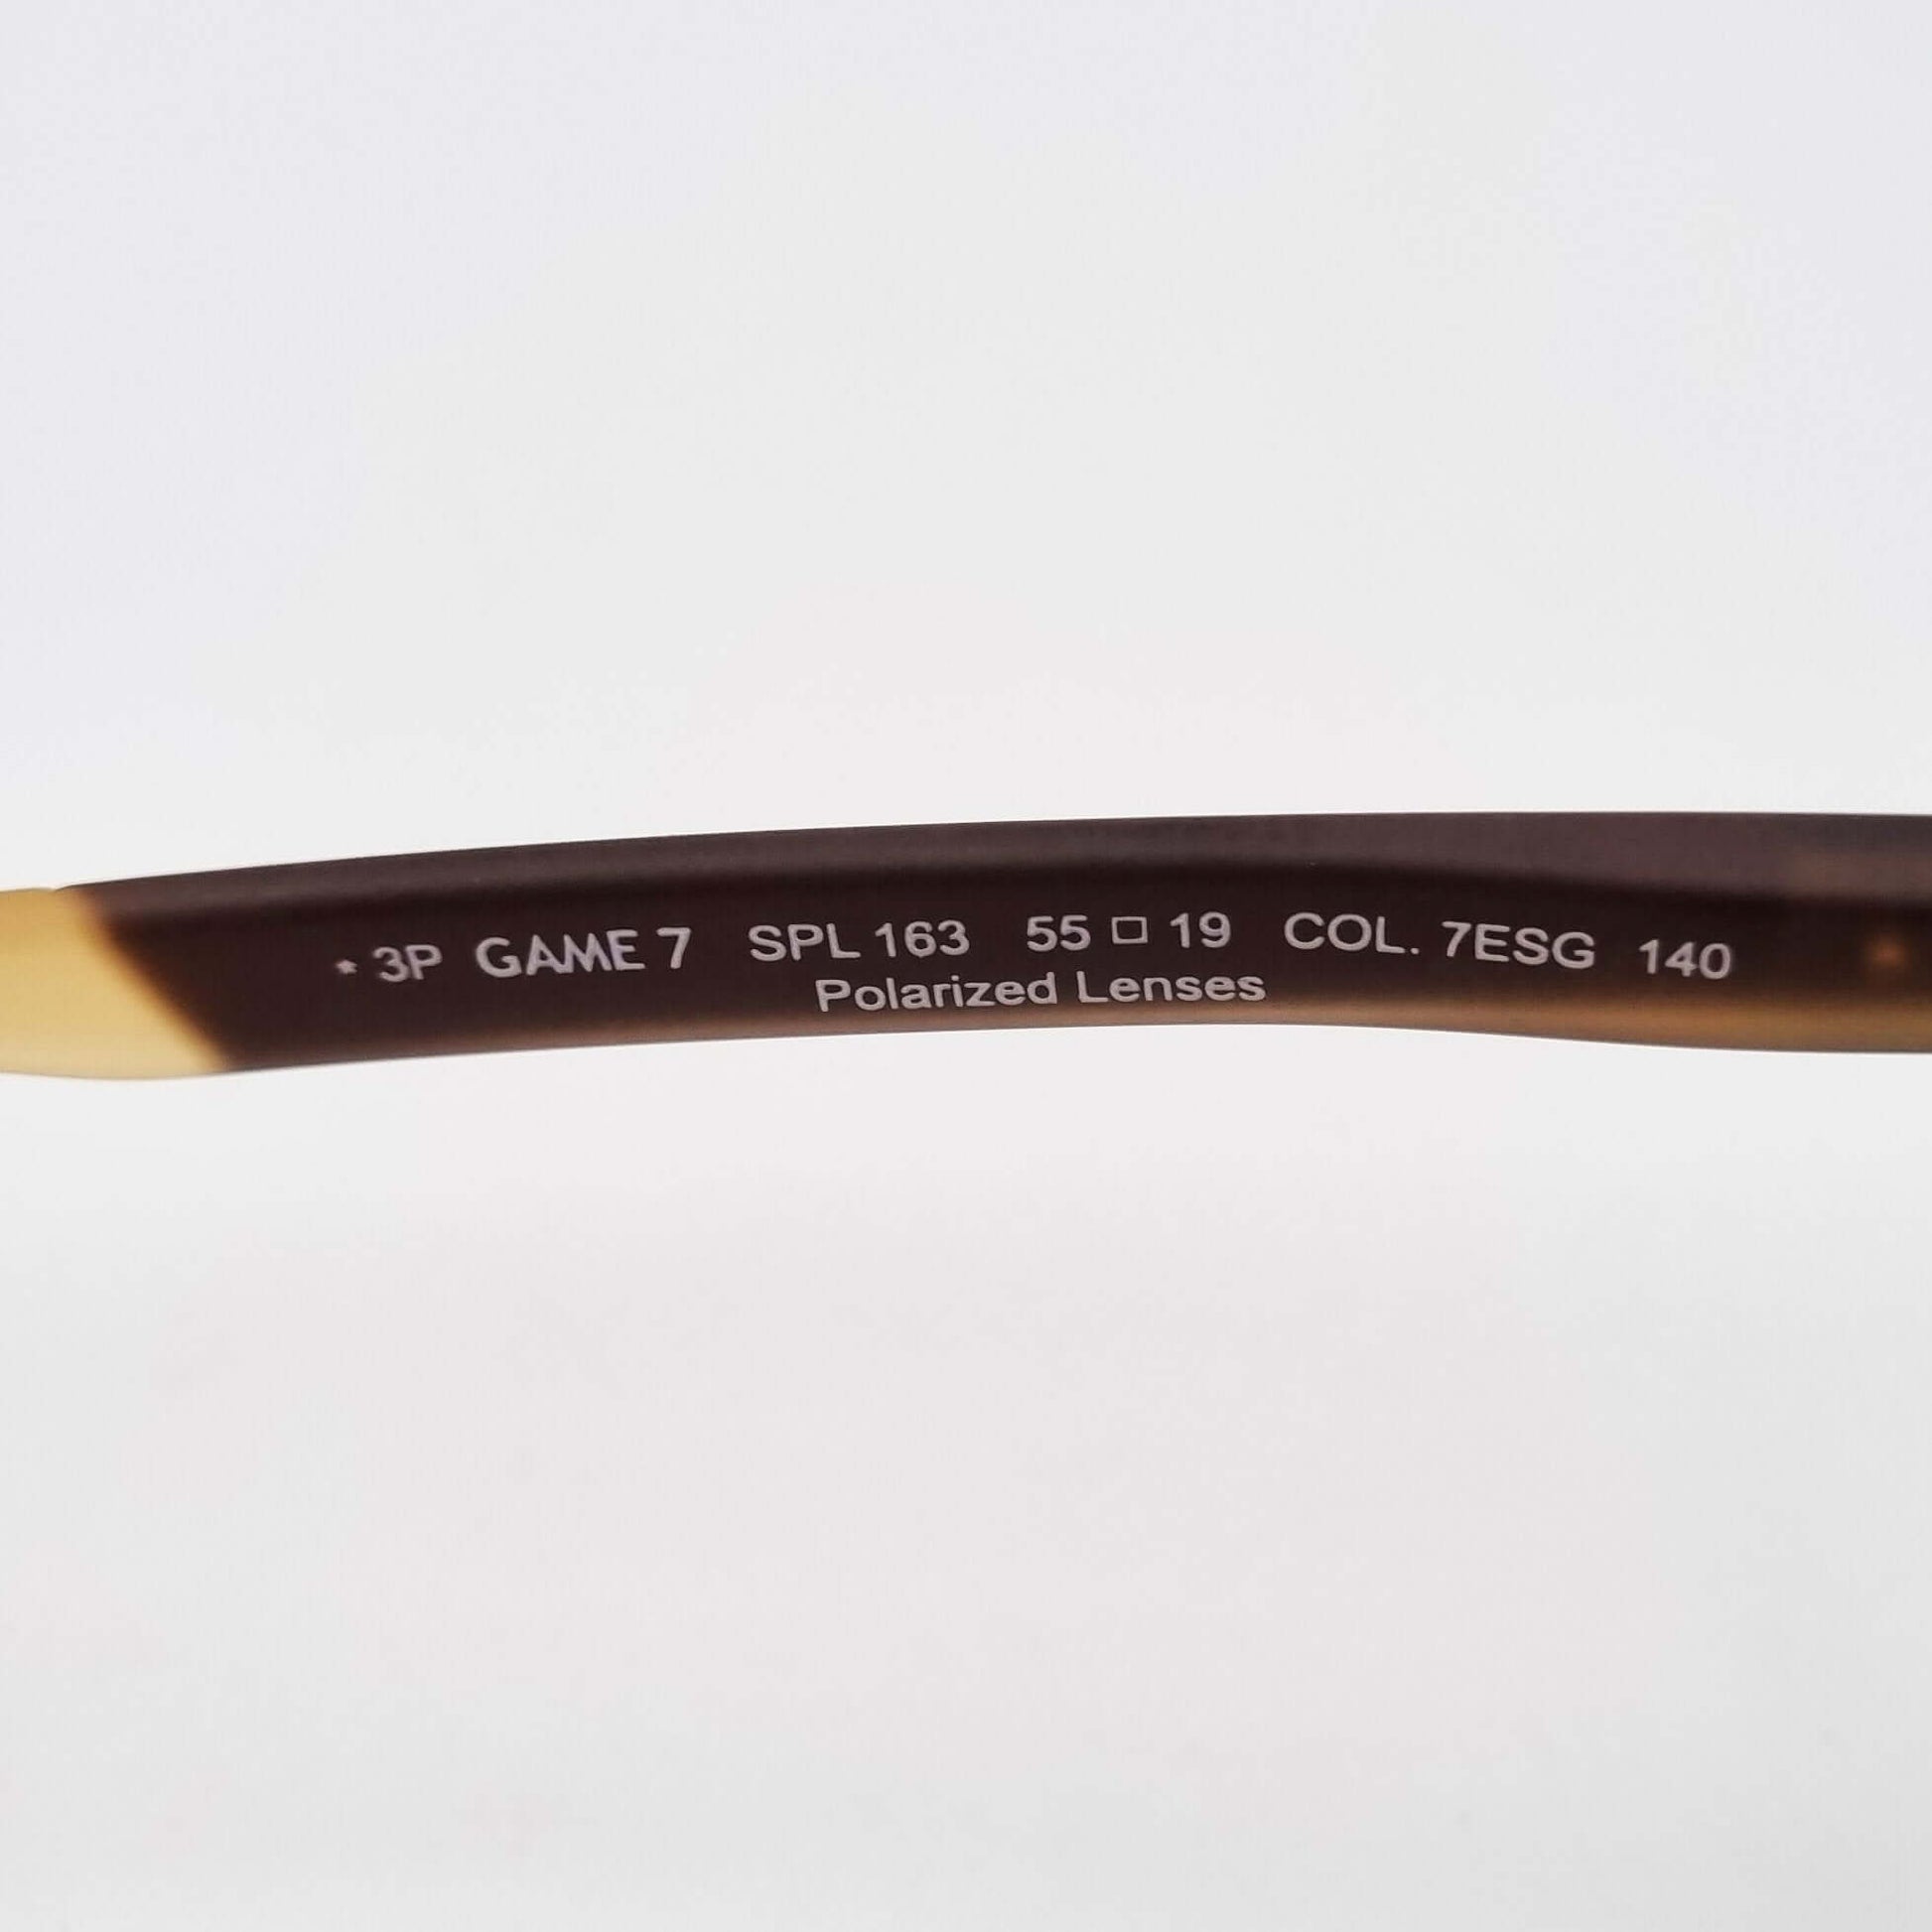 * 3P GAME 7 SPL 163 55 □ 19 COL. 7ESG 140
Polarized Lenses